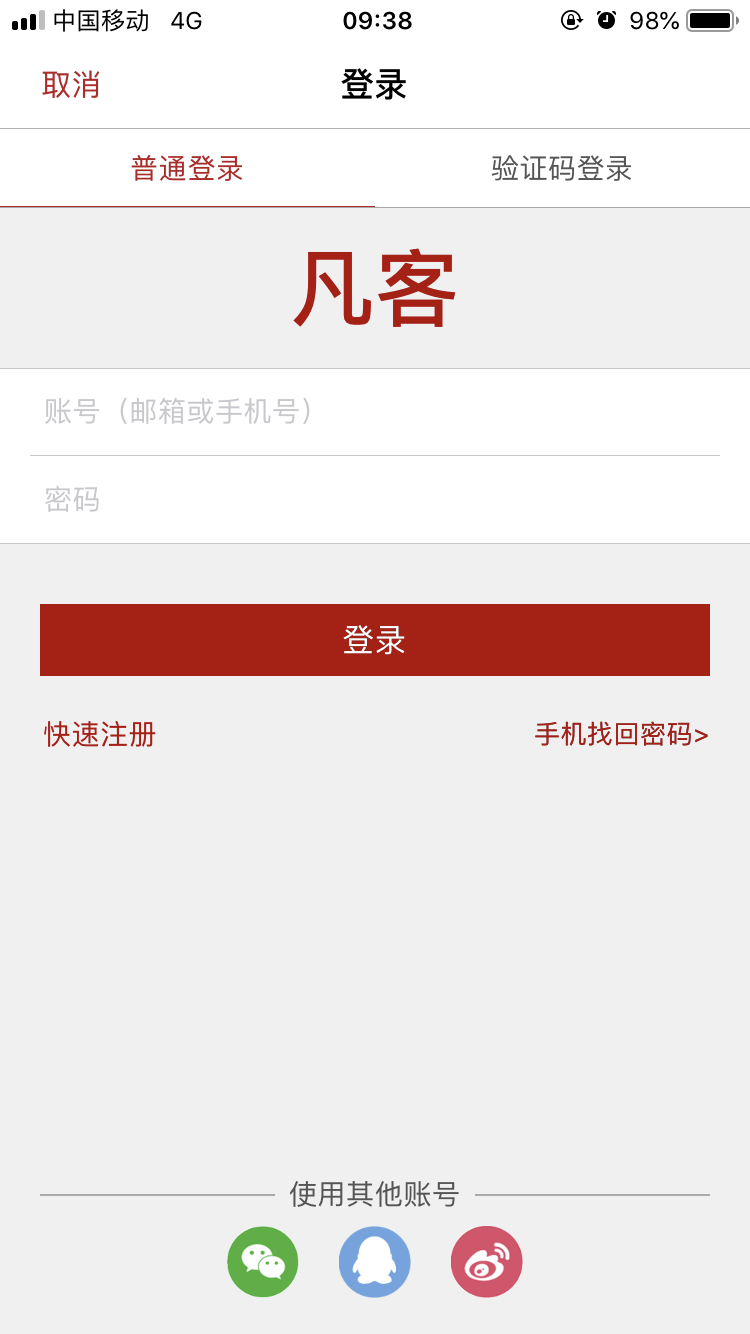 中国移动 4G 09:38 98%
取消 登录
普通登录 验证码登录
凡客
账号（邮箱或手机号）
密码
登录
快速注册 手机找回密码>
使用其他账号